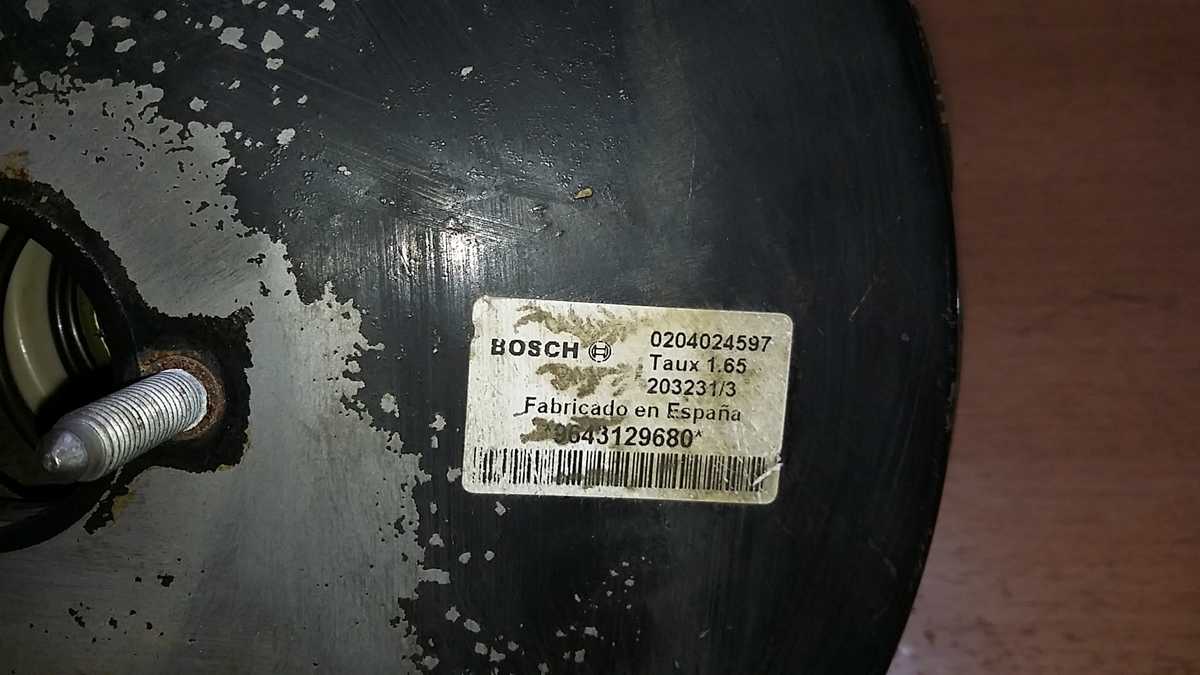 BOSCH 0204024597
Taux 1.65
203231/3
Fabricado en España
*9643129680*